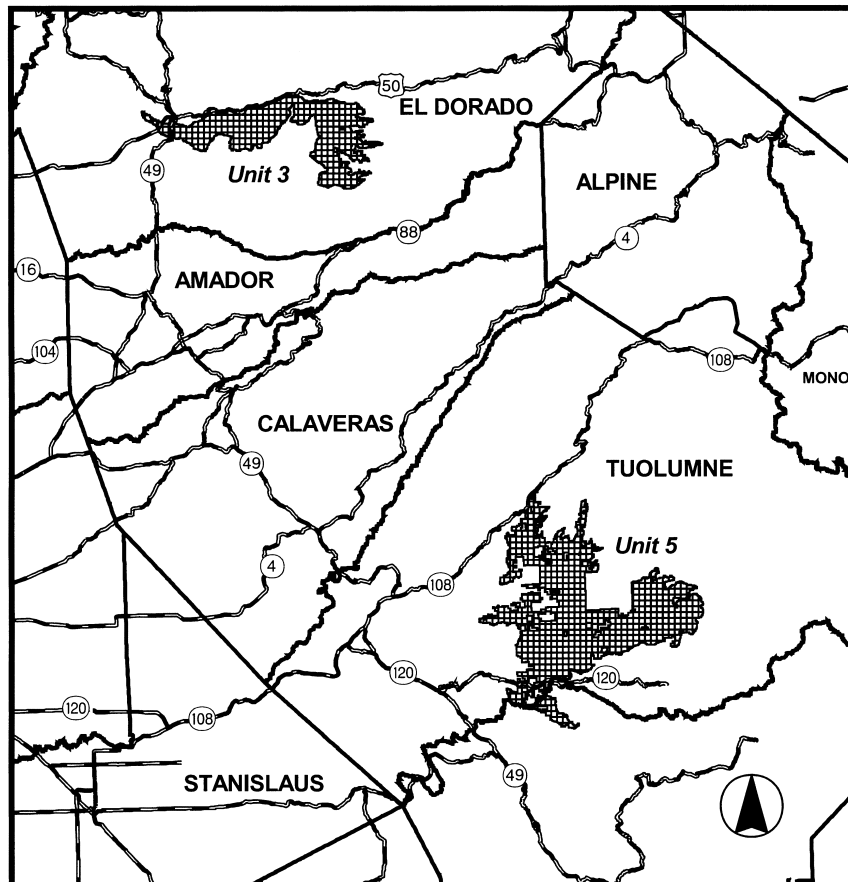 50
EL DORADO
49
Unit 3
ALPINE
88
4
16
AMADOR
104
108
MONO
CALAVERAS
49
TUOLUMNE
Unit 5
4
108
120
120
120
108
49
STANISLAUS